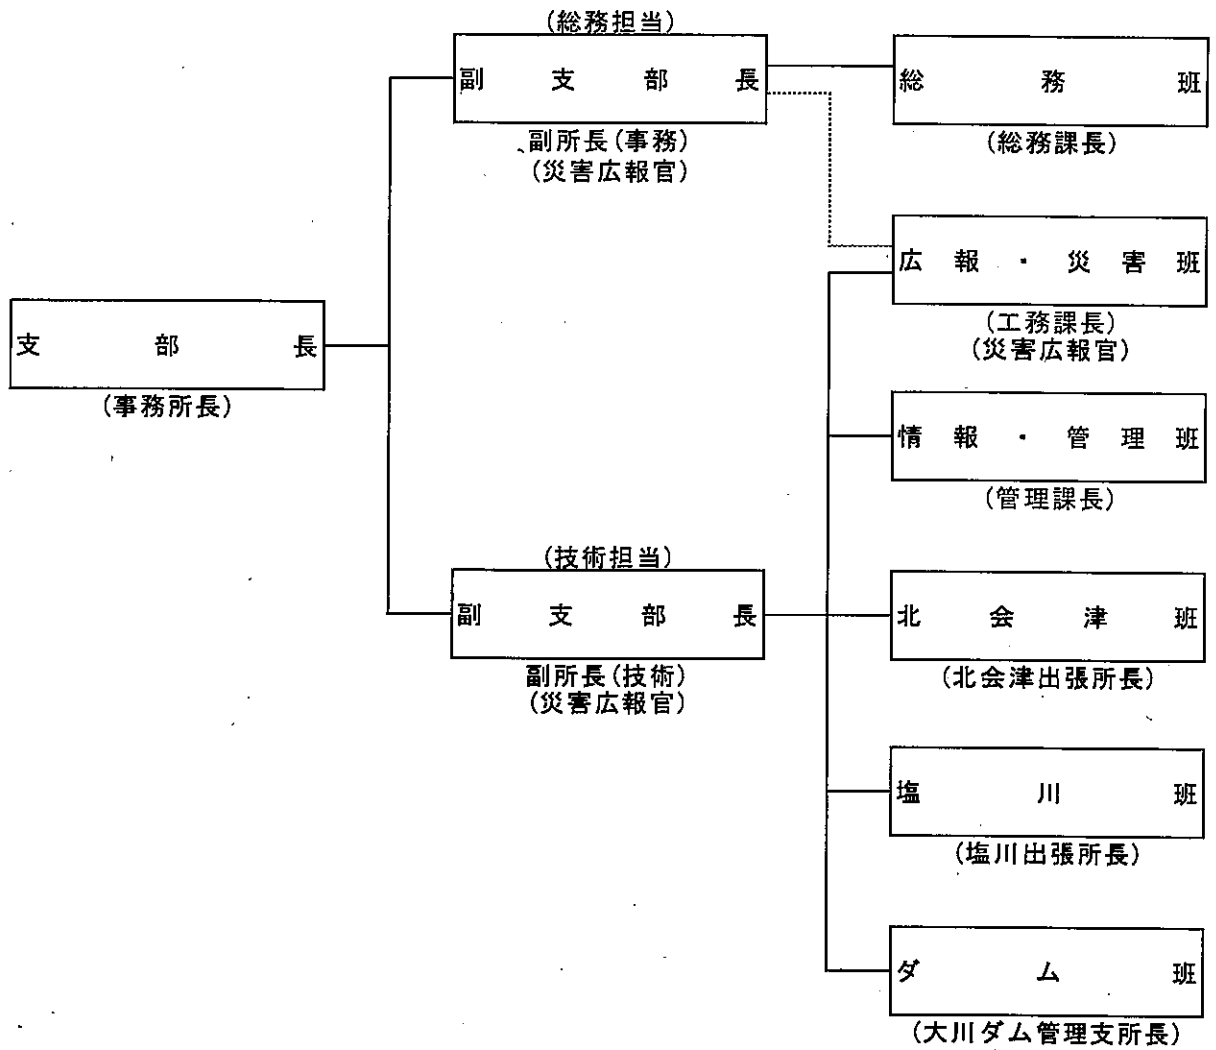 支部長
(事務所長)
(総務担当)
副支部長
副所長(事務)
(災害広報官)
(技術担当)
副支部長
副所長(技術)
(災害広報官)
総務班
(総務課長)
広報・災害班
(工務課長)
(災害広報官)
情報・管理班
(管理課長)
北会津班
(北会津出張所長)
塩川班
(塩川出張所長)
ダム班
(大川ダム管理支所長)